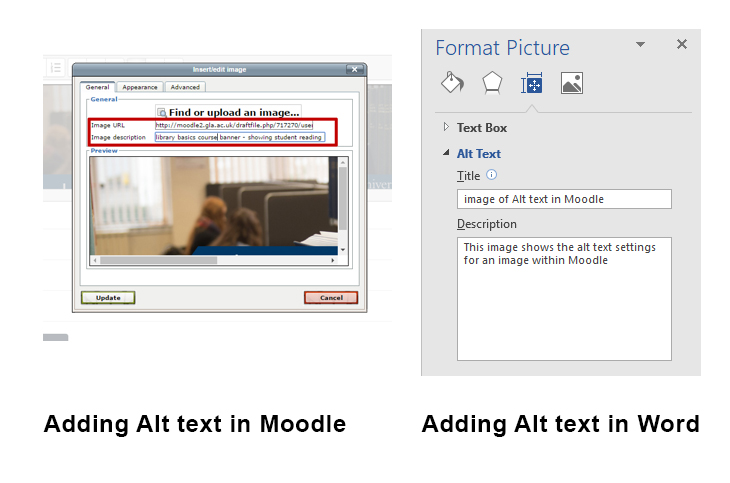 Insert/edit image
General
Appearance
Advanced
General
Find or upload an image...
Image URL
http://moodle2.gla.ac.uk/draftfile.php/717270/user
Image description
library basics course banner - showing student reading
Preview
Update
Cancel
Adding Alt text in Moodle
Format Picture
Text Box
Alt Text
Title
image of Alt text in Moodle
Description
This image shows the alt text settings
for an image within Moodle
Adding Alt text in Word